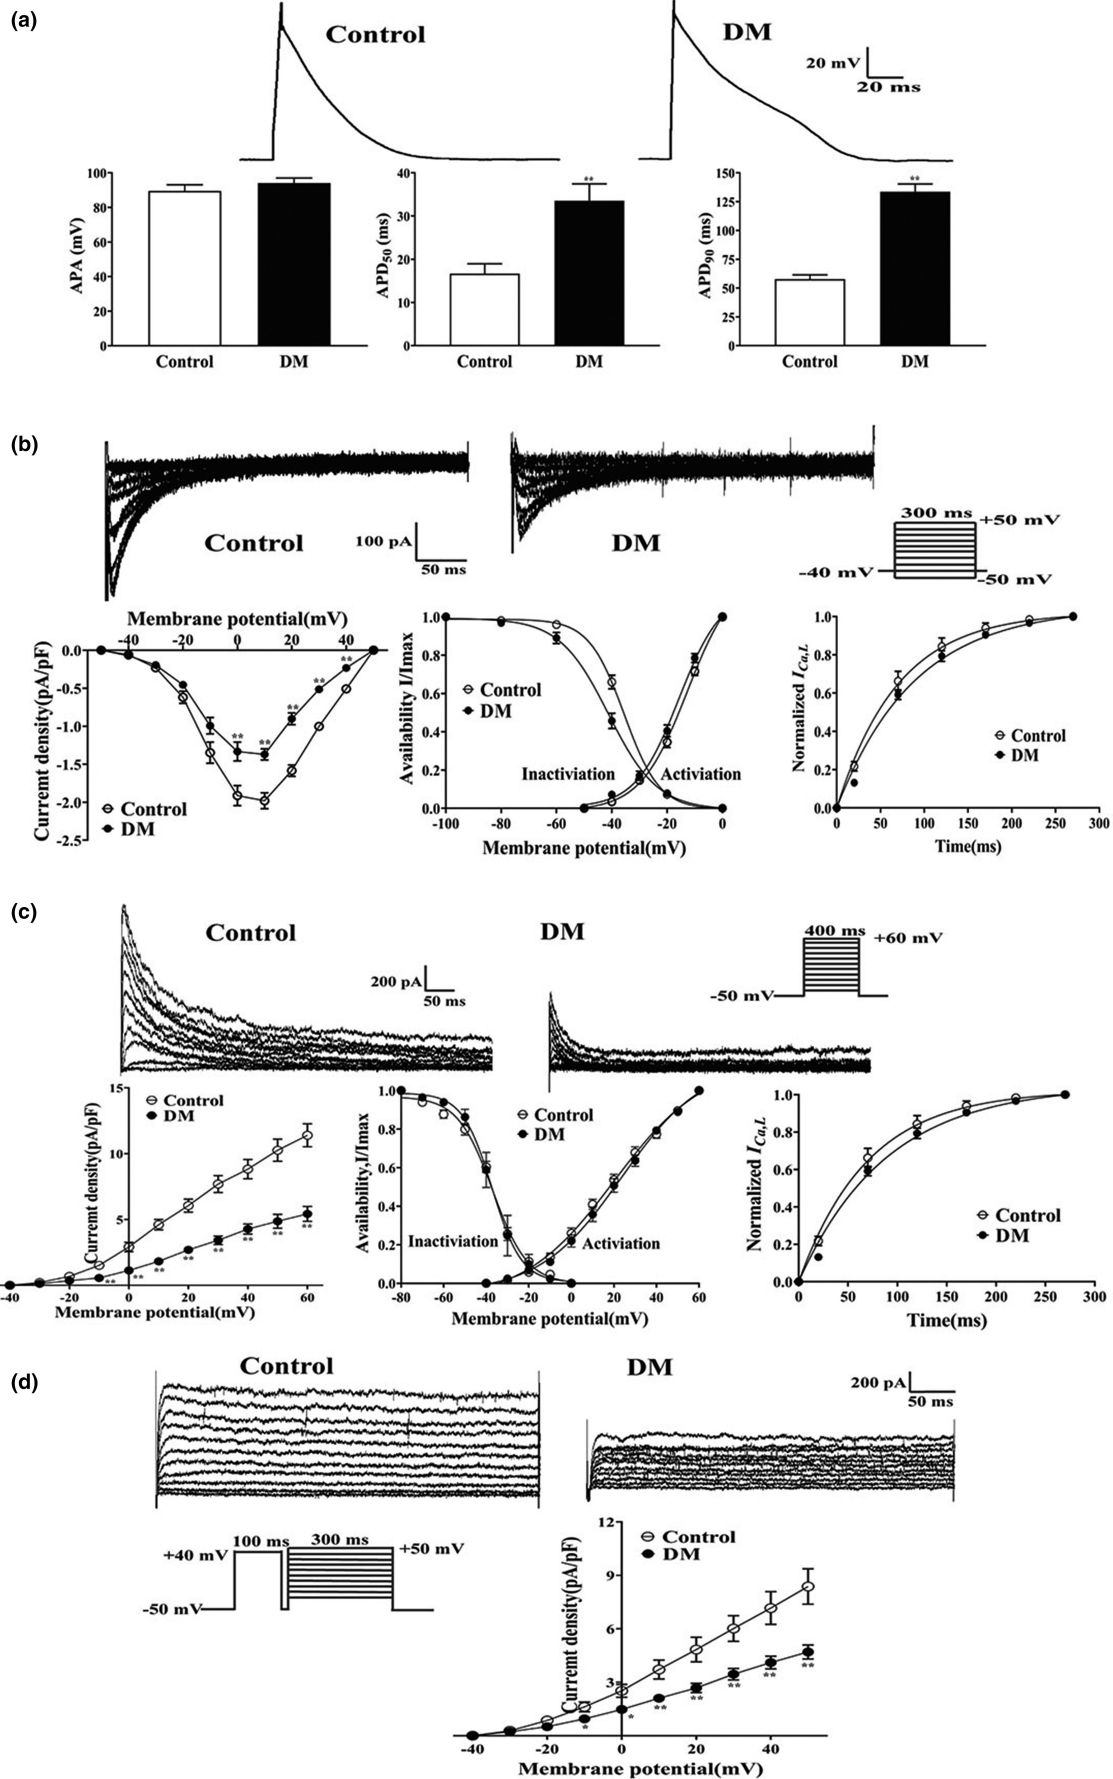 (a)
Control
DM
20 mV
20 ms
100
80
60
40
20
0
APA (mV)
Control
DM
40
30
20
10
0
APD50 (ms)
**
Control
DM
150
125
100
75
50
25
0
APD90 (ms)
**
Control
DM
(b)
Control
100 pA
50 ms
DM
300 ms
+50 mV
-40 mV
-50 mV
Membrane potential(mV)
-40
-20
0
20
40
0.0
-0.5
-1.0
-1.5
-2.0
-2.5
Curremt density(pA/pF)
**
**
**
**
**
Control
DM
1.0
0.8
0.6
0.4
0.2
0.0
Availability I/Imax
Control
DM
Inactiviation
Activiation
-100
-80
-60
-40
-20
0
Membrane potential(mV)
1.0
0.8
0.6
0.4
0.2
0.0
Normalized ICa,L
Control
DM
0
50
100
150
200
250
300
Time(ms)
(c)
Control
200 pA
50 ms
DM
400 ms
+60 mV
-50 mV
15
10
5
Curremt density(pA/pF)
Control
DM
**
**
**
**
**
**
**
**
-40
-20
0
20
40
60
Membrane potential(mV)
1.0
0.8
0.6
0.4
0.2
0.0
Availability,I/Imax
Control
DM
Inactiviation
Activiation
-80
-60
-40
-20
0
20
40
60
Membrane potential(mV)
1.0
0.8
0.6
0.4
0.2
0.0
Normalized ICa,L
Control
DM
0
50
100
150
200
250
300
Time(ms)
(d)
Control
DM
200 pA
50 ms
100 ms
300 ms
+40 mV
+50 mV
-50 mV
12
9
6
3
Curremt density(pA/pF)
Control
DM
*
*
**
**
**
**
**
-40
-20
0
20
40
Membrane potential(mV)